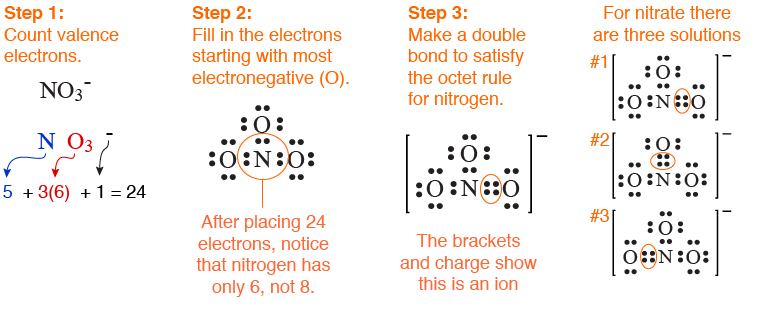 Step 1:
Count valence
electrons.
NO3-
N O3 -
5 + 3(6) + 1 = 24
Step 2:
Fill in the electrons
starting with most
electronegative (O).
O
O N O
After placing 24
electrons, notice
that nitrogen has
only 6, not 8.
Step 3:
Make a double
bond to satisfy
the octet rule
for nitrogen.
O
O N O
−
The brackets
and charge show
this is an ion
For nitrate there
are three solutions
#1
O
O N O
−
#2
O
O N O
−
#3
O
O N O
−